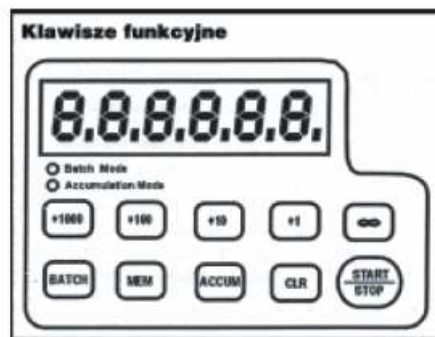 Klawisze funkcyjne
8.8.8.8.8.8.
Batch Mode
Accumulation Mode
+1000 +100 +10 +1 ∞
BATCH MEM ACCUM CLR START
STOP